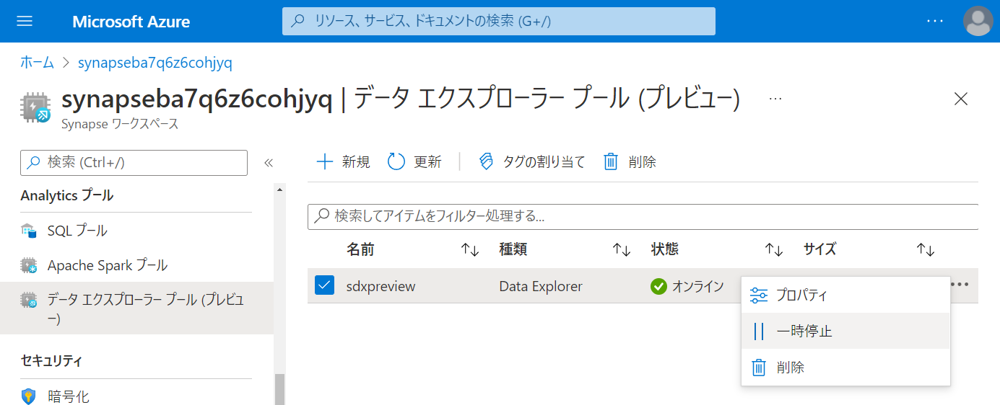 Microsoft Azure
リソース、サービス、ドキュメントの検索 (G+/)
ホーム > synapseba7q6z6cohjyq
synapseba7q6z6cohjyq | データ エクスプローラー プール (プレビュー) ...
Synapse ワークスペース
検索 (Ctrl+/)
新規 更新 タグの割り当て 削除
Analytics プール
SQL プール
Apache Spark プール
データ エクスプローラー プール (プレビュ
ー)
セキュリティ
暗号化
検索してアイテムをフィルター処理する...
名前 種類 状態 サイズ
sdxpreview Data Explorer オンライン
プロパティ
一時停止
削除